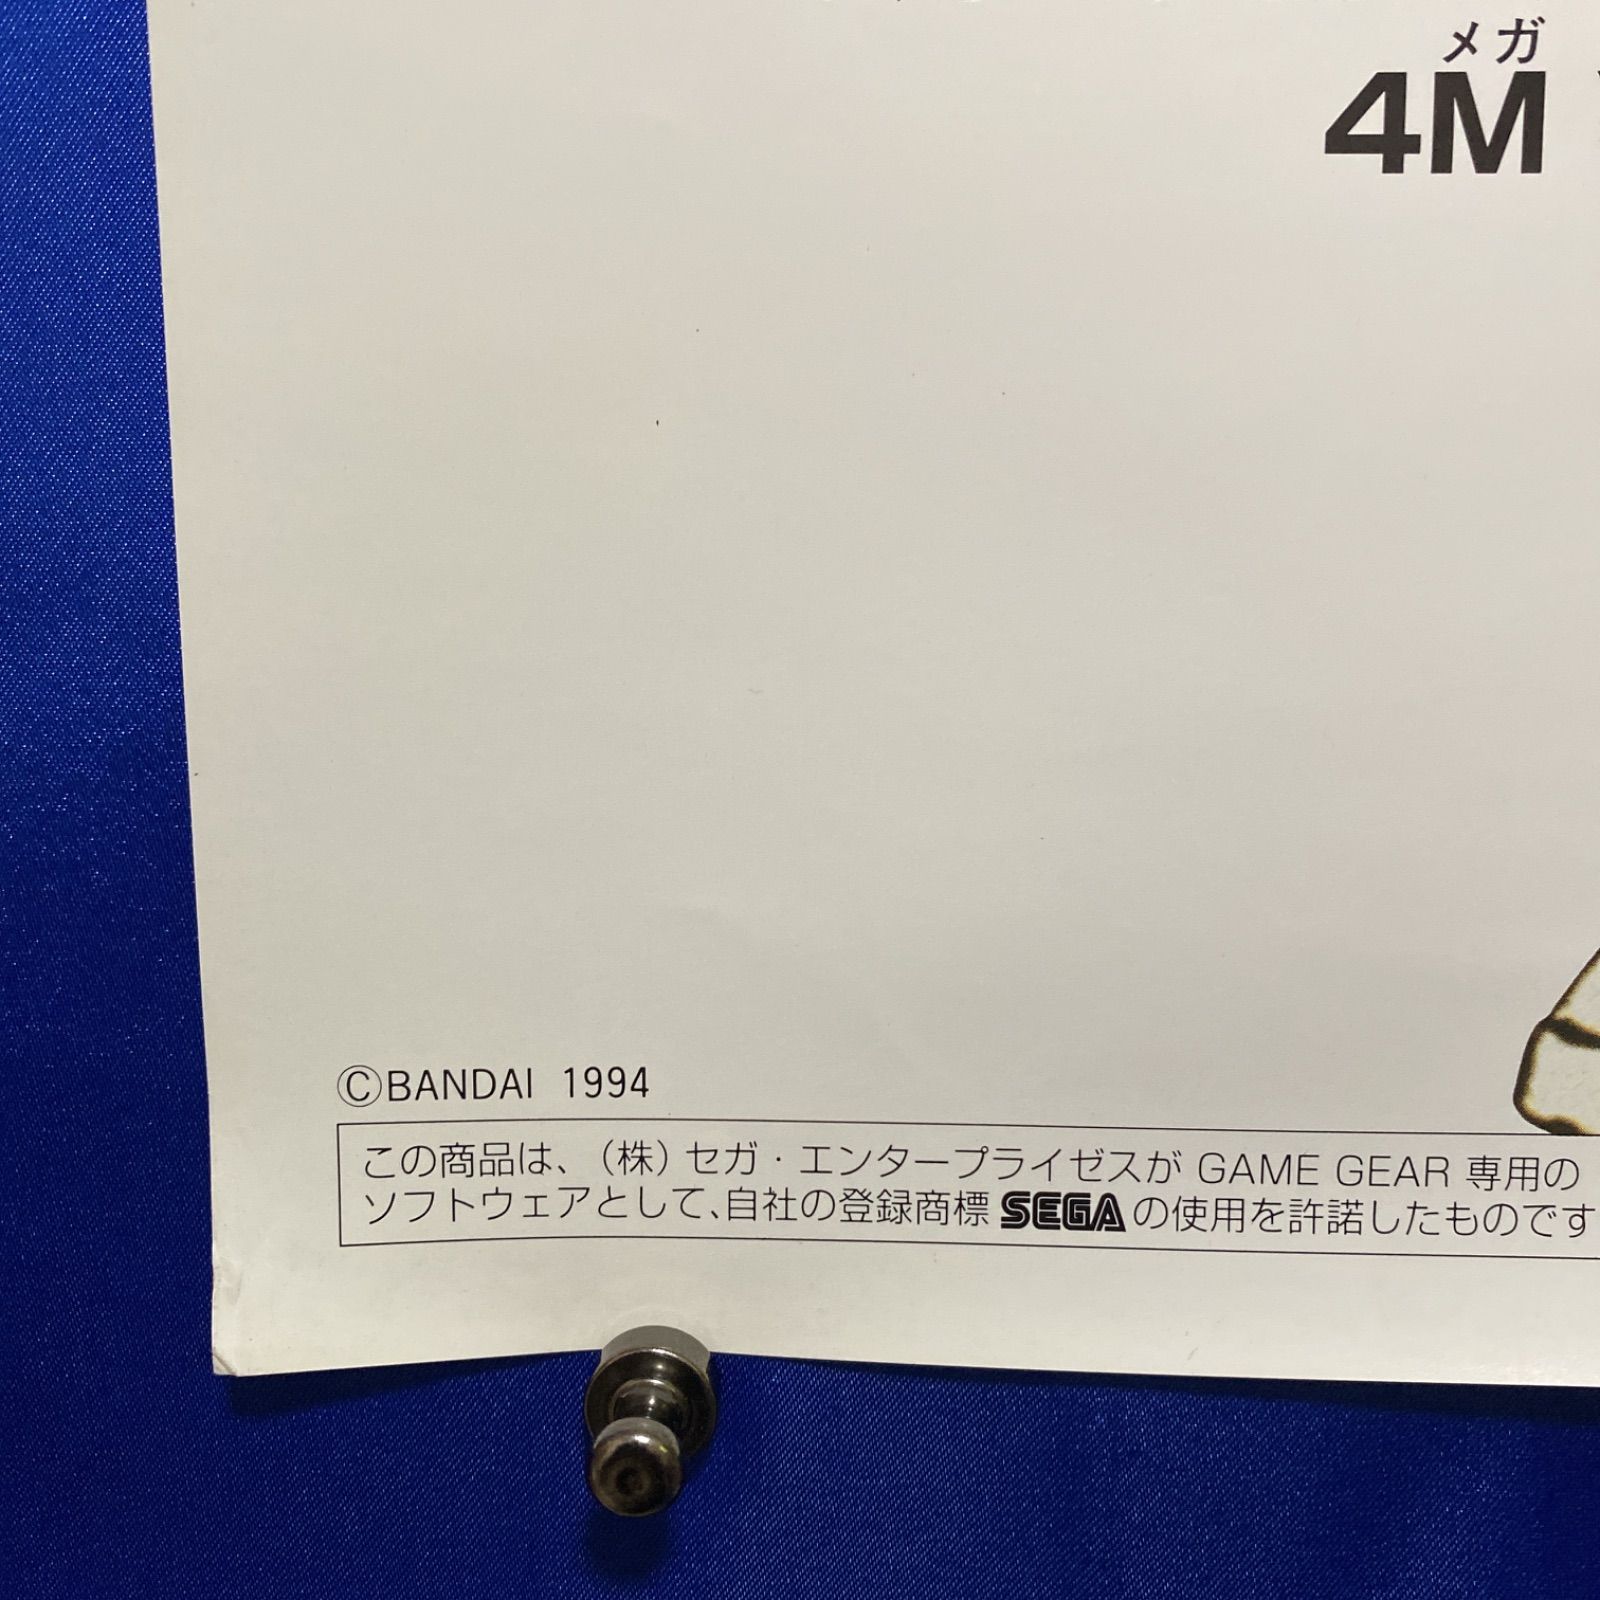 メガ
4M
©BANDAI 1994
この商品は、（株）セガ・エンタープライゼスが GAME GEAR 専用の
ソフトウェアとして、自社の登録商標 SEGA の使用を許諾したものです